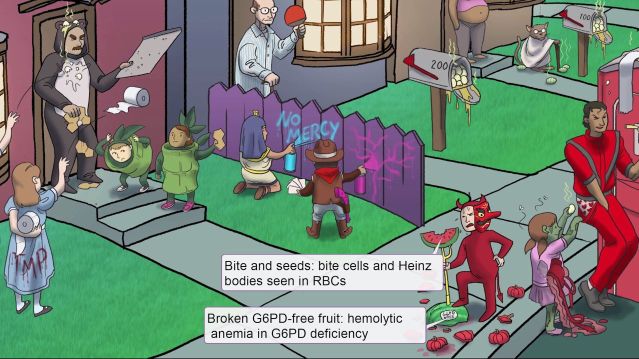 200
100
NO
MERCY
TMP
Bite and seeds: bite cells and Heinz
bodies seen in RBCs
Broken G6PD-free fruit: hemolytic
anemia in G6PD deficiency